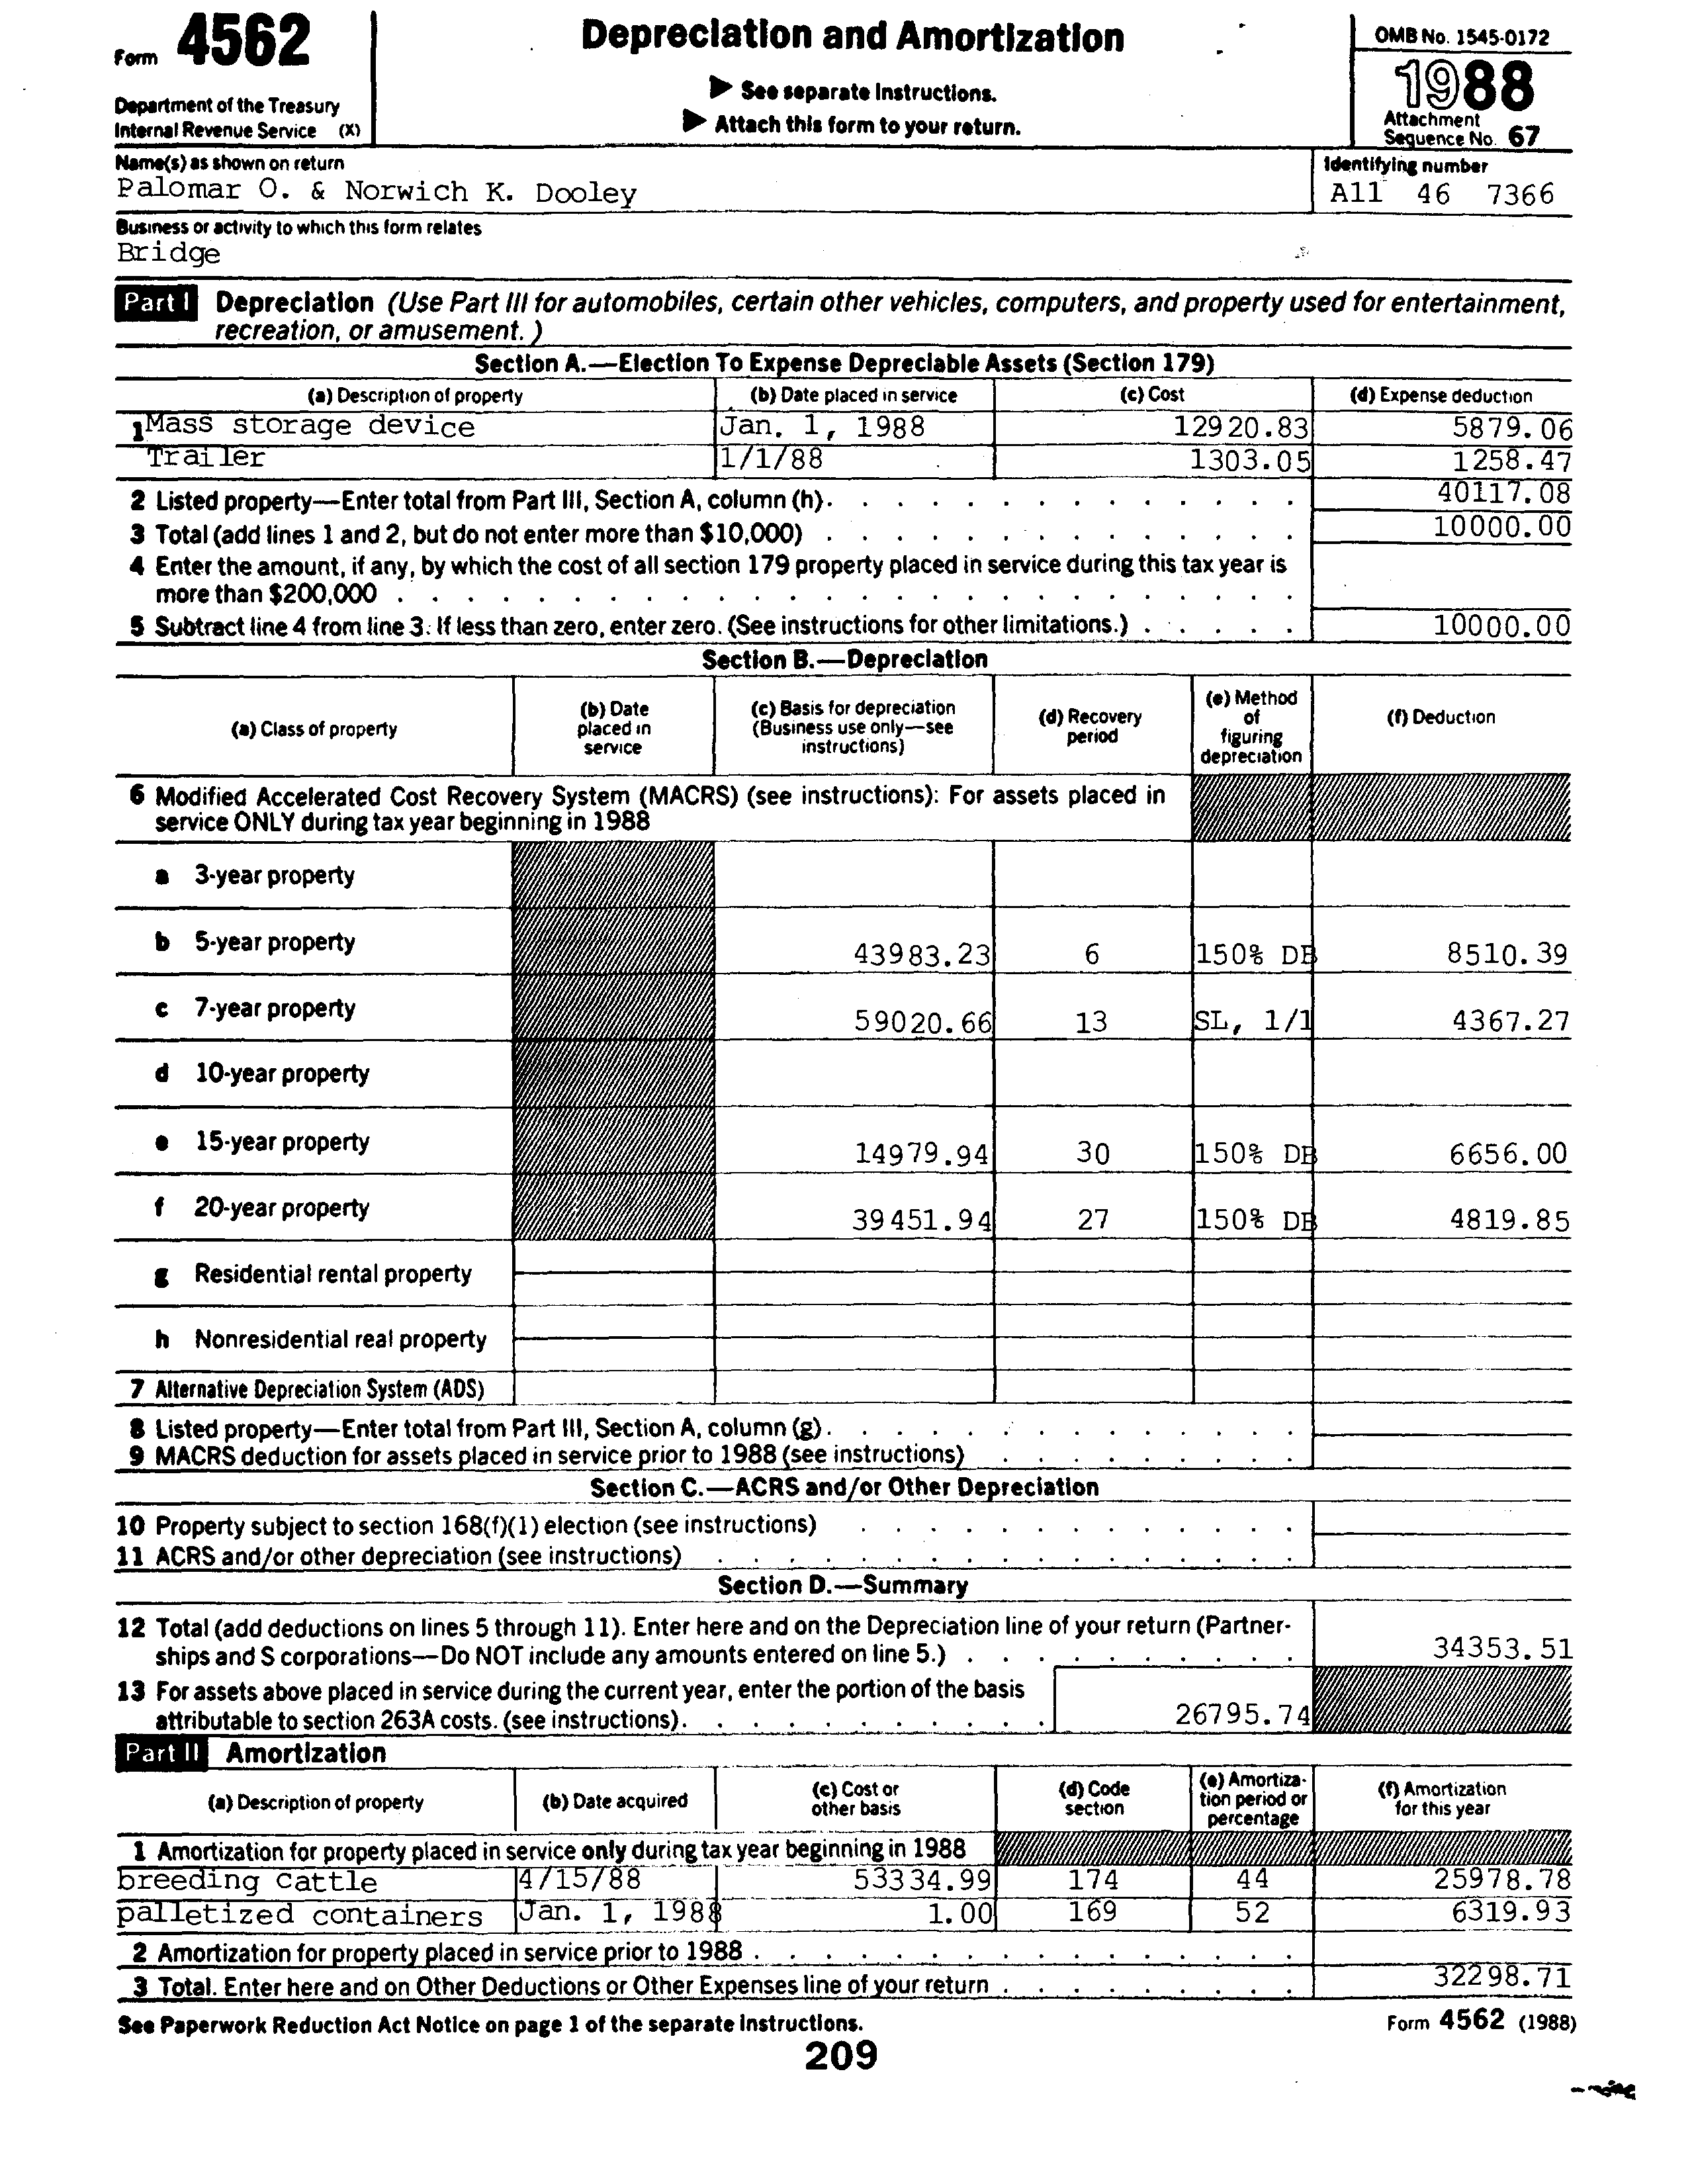 Form 4562
Depreciation and Amortization
OMB No. 1545-0172
1988
▶ See separate instructions.
▶ Attach this form to your return.
Department of the Treasury
Internal Revenue Service (X)
Attachment
Sequence No. 67
Name(s) as shown on return
Identifying number
Palomar O. & Norwich K. Dooley
A11 46 7366
Business or activity to which this form relates
Bridge
Part I Depreciation (Use Part III for automobiles, certain other vehicles, computers, and property used for entertainment,
recreation, or amusement.)
Section A.—Election To Expense Depreciable Assets (Section 179)
(a) Description of property (b) Date placed in service (c) Cost (d) Expense deduction
1 Mass storage device Jan. 1, 1988 12920.83 5879.06
Trailer 1/1/88 1303.05 1258.47
2 Listed property—Enter total from Part III, Section A, column (h). 40117.08
3 Total (add lines 1 and 2, but do not enter more than $10,000) 10000.00
4 Enter the amount, if any, by which the cost of all section 179 property placed in service during this tax year is
more than $200,000
5 Subtract line 4 from line 3. If less than zero, enter zero. (See instructions for other limitations.) 10000.00
Section B.—Depreciation
(a) Class of property
(b) Date
placed in
service
(c) Basis for depreciation
(Business use only—see
instructions)
(d) Recovery
period
(e) Method
of
figuring
depreciation
(f) Deduction
6 Modified Accelerated Cost Recovery System (MACRS) (see instructions): For assets placed in
service ONLY during tax year beginning in 1988
a 3-year property
b 5-year property 43983.23 6 150% DB 8510.39
c 7-year property 59020.66 13 SL, 1/1 4367.27
d 10-year property
e 15-year property 14979.94 30 150% DB 6656.00
f 20-year property 39451.94 27 150% DB 4819.85
g Residential rental property
h Nonresidential real property
7 Alternative Depreciation System (ADS)
8 Listed property—Enter total from Part III, Section A, column (g).
9 MACRS deduction for assets placed in service prior to 1988 (see instructions)
Section C.—ACRS and/or Other Depreciation
10 Property subject to section 168(f)(1) election (see instructions)
11 ACRS and/or other depreciation (see instructions)
Section D.—Summary
12 Total (add deductions on lines 5 through 11). Enter here and on the Depreciation line of your return (Partner-
ships and S corporations—Do NOT include any amounts entered on line 5.) 34353.51
13 For assets above placed in service during the current year, enter the portion of the basis
attributable to section 263A costs. (see instructions). 26795.74
Part II Amortization
(a) Description of property
(b) Date acquired
(c) Cost or
other basis
(d) Code
section
(e) Amortiza-
tion period or
percentage
(f) Amortization
for this year
1 Amortization for property placed in service only during tax year beginning in 1988
breeding cattle 4/15/88 53334.99 174 44 25978.78
palletized containers Jan. 1, 1988 1.00 169 52 6319.93
2 Amortization for property placed in service prior to 1988
3 Total. Enter here and on Other Deductions or Other Expenses line of your return 32298.71
See Paperwork Reduction Act Notice on page 1 of the separate instructions.
Form 4562 (1988)
209